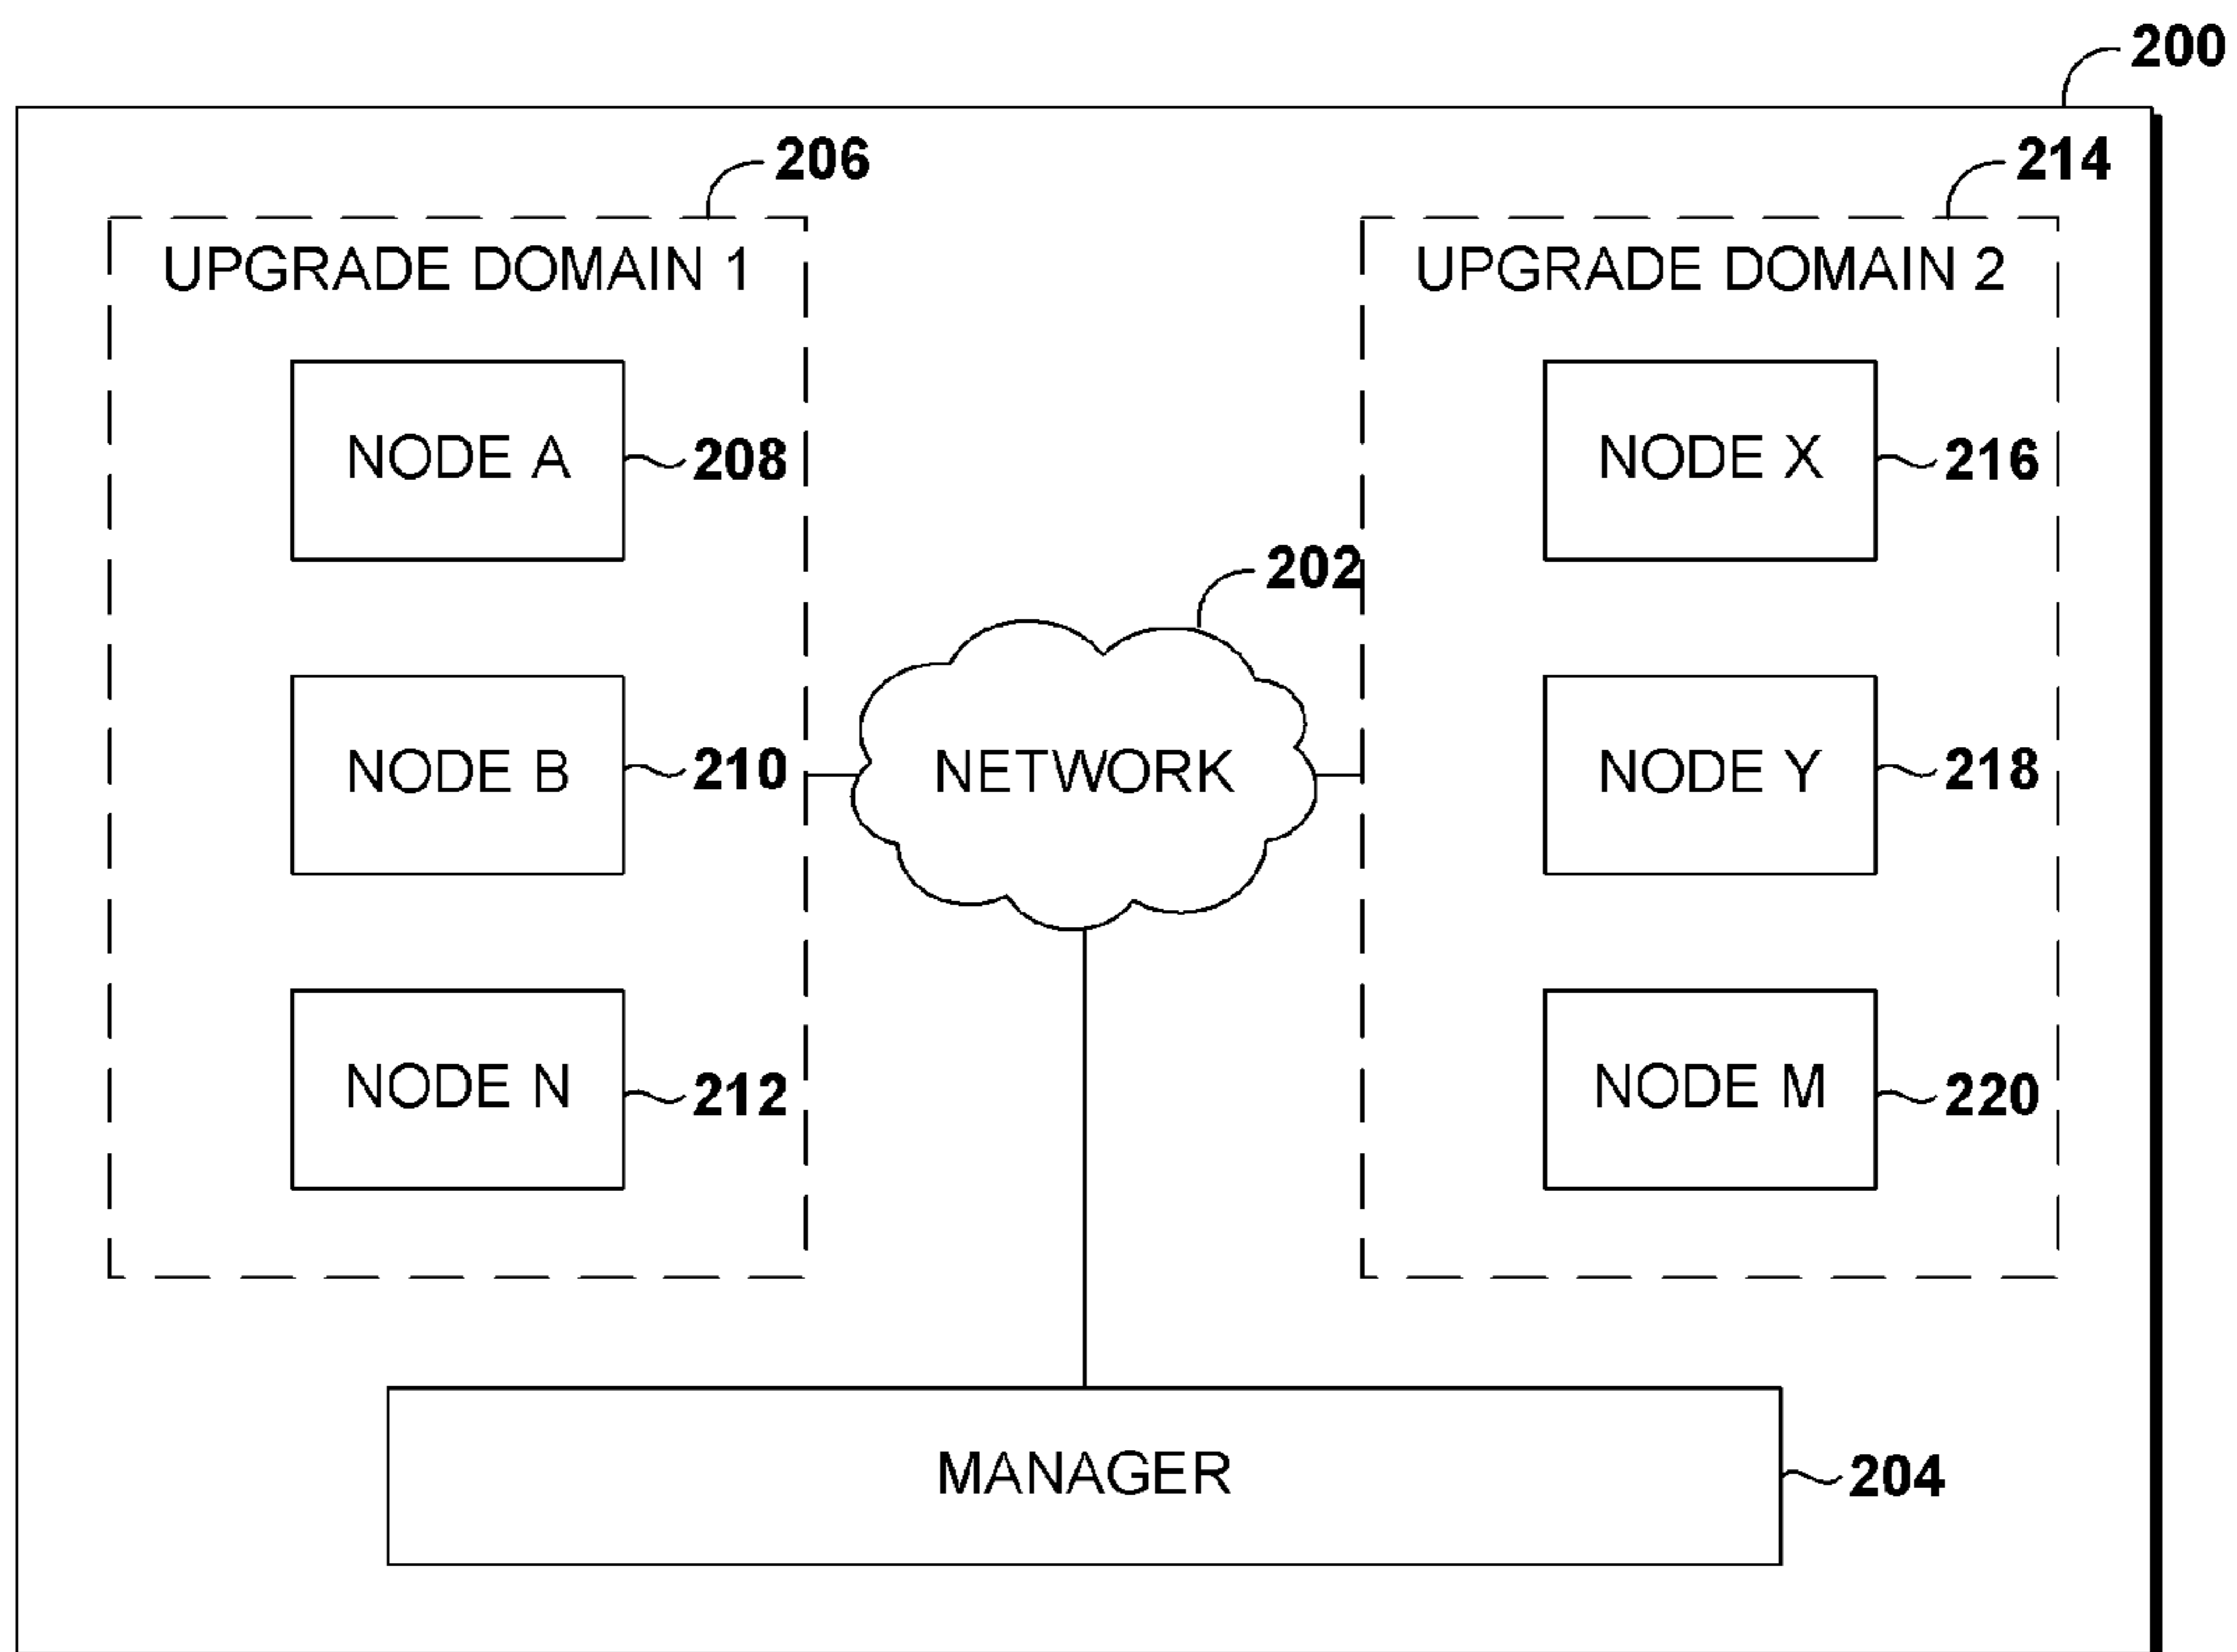 200
206
214
UPGRADE DOMAIN 1
UPGRADE DOMAIN 2
NODE A
208
NODE X
216
202
NODE B
210
NETWORK
NODE Y
218
NODE N
212
NODE M
220
MANAGER
204